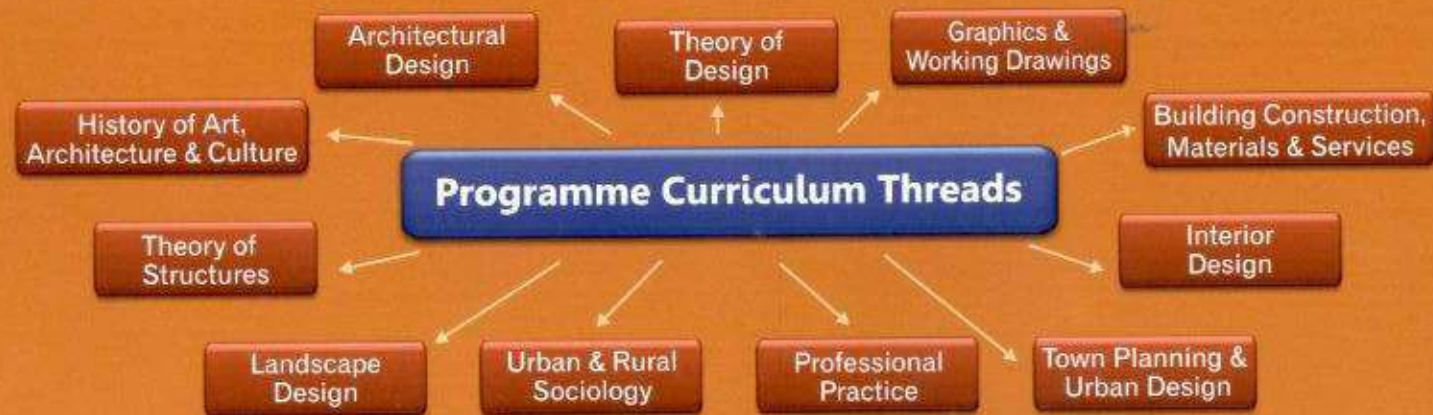 Architectural
Design
Theory of
Design
Graphics &
Working Drawings
History of Art,
Architecture & Culture
Building Construction,
Materials & Services
Programme Curriculum Threads
Theory of
Structures
Interior
Design
Landscape
Design
Urban & Rural
Sociology
Professional
Practice
Town Planning &
Urban Design